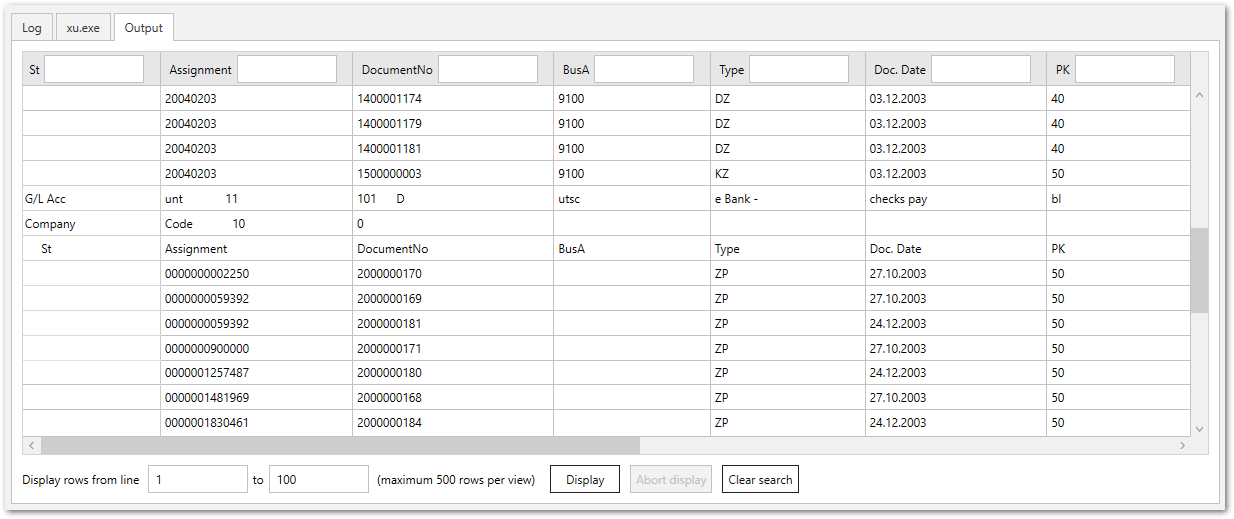 Log xu.exe Output
St Assignment DocumentNo BusA Type Doc. Date PK
20040203 1400001174 9100 DZ 03.12.2003 40
20040203 1400001179 9100 DZ 03.12.2003 40
20040203 1400001181 9100 DZ 03.12.2003 40
20040203 1500000003 9100 KZ 03.12.2003 50
G/L Acc unt 11 101 D utsc e Bank - checks pay bl
Company Code 10 0
St Assignment DocumentNo BusA Type Doc. Date PK
0000000002250 2000000170 ZP 27.10.2003 50
0000000059392 2000000169 ZP 27.10.2003 50
0000000059392 2000000181 ZP 24.12.2003 50
0000000900000 2000000171 ZP 27.10.2003 50
0000001257487 2000000180 ZP 24.12.2003 50
0000001481969 2000000168 ZP 27.10.2003 50
0000001830461 2000000184 ZP 24.12.2003 50
Display rows from line 1 to 100 (maximum 500 rows per view) Display Abort display Clear search